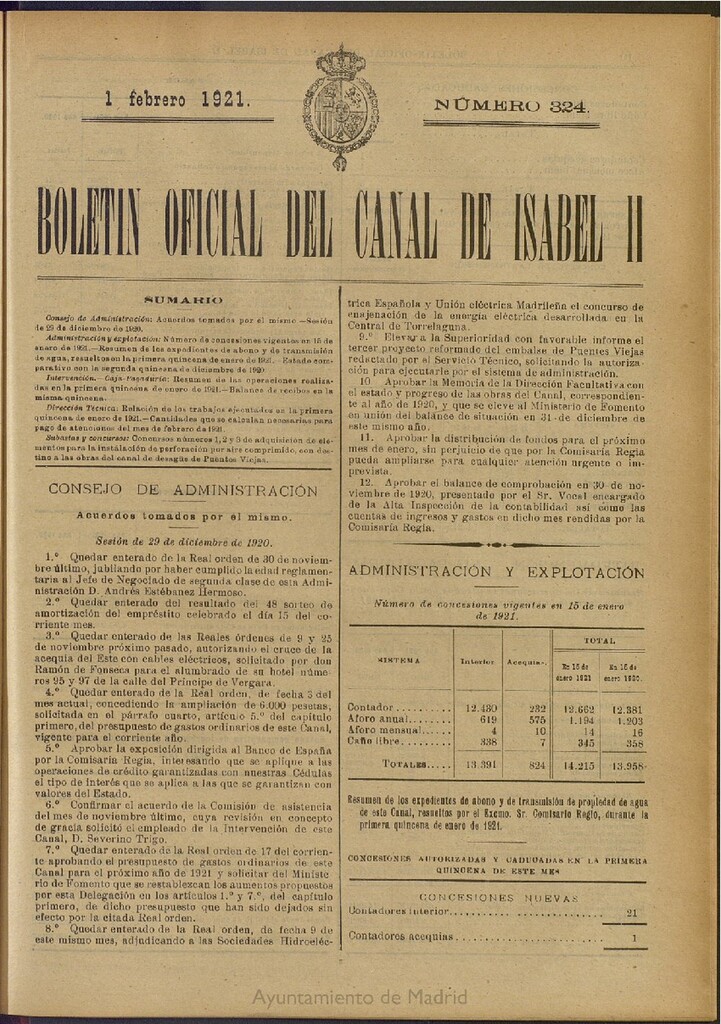 1 febrero 1921.
NÚMERO 324.
BOLETIN OFICIAL DEL CANAL DE ISABEL II
SUMARIO
Consejo de Administración: Acuerdos tomados por el mismo.—Sesión
de 29 de diciembre de 1920.
Administración y explotación: Número de concesiones vigentes en 15 de
enero de 1921.—Resumen de los expedientes de abono y de transmisión
de agua, resueltos en la primera quincena de enero de 1921.—Estado com-
parativo con la segunda quincena de diciembre de 1920.
Intervención.—Caja-Pagaduría: Resumen de las operaciones realiza-
das en la primera quincena de enero de 1921.—Balance de recibos en la
misma quincena.
Dirección Técnica: Relación de los trabajos ejecutados en la primera
quincena de enero de 1921.—Cantidades que se calculan necesarias para
pago de atenciones del mes de febrero de 1921.
Subastas y concursos: Concursos números 1, 2 y 3 de adquisición de ele-
mentos para la instalación de perforación por aire comprimido, con des-
tino a las obras del canal de desagüe de Puentes Viejas.
CONSEJO DE ADMINISTRACIÓN
Acuerdos tomados por el mismo.
Sesión de 29 de diciembre de 1920.
1.º Quedar enterado de la Real orden de 30 de noviem-
bre último, jubilando por haber cumplido la edad reglamen-
taria al Jefe de Negociado de segunda clase de esta Admi-
nistración D. Andrés Estébanez Hermoso.
2.º Quedar enterado del resultado del 48 sorteo de
amortización del empréstito celebrado el día 15 del co-
rriente mes.
3.º Quedar enterado de las Reales órdenes de 9 y 25
de noviembre próximo pasado, autorizando el cruce de la
acequia del Este con cables eléctricos, solicitado por don
Ramón de Fonseca para el alumbrado de su hotel núme-
ros 95 y 97 de la calle del Príncipe de Vergara.
4.º Quedar enterado de la Real orden, de fecha 3 del
mes actual, concediendo la ampliación de 6.000 pesetas,
solicitada en el párrafo cuarto, artículo 5.º del capítulo
primero, del presupuesto de gastos ordinarios de este Canal,
vigente para el corriente año.
5.º Aprobar la exposición dirigida al Banco de España
por la Comisaría Regia, interesando que se aplique a las
operaciones de crédito garantizadas con nuestras Cédulas
el tipo de interés que se aplica a las que se garantizan con
valores del Estado.
6.º Confirmar el acuerdo de la Comisión de asistencia
del mes de noviembre último, cuya revisión en concepto
de gracia solicitó el empleado de la Intervención de este
Canal, D. Severino Trigo.
7.º Quedar enterado de la Real orden de 17 del corrien-
te aprobando el presupuesto de gastos ordinarios de este
Canal para el próximo año de 1921 y solicitar del Ministe-
rio de Fomento que se restablezcan los aumentos propuestos
por esta Delegación en los artículos 1.º y 7.º, del capítulo
primero, de dicho presupuesto que han sido dejados sin
efecto por la citada Real orden.
8.º Quedar enterado de la Real orden, de fecha 9 de
este mismo mes, adjudicando a las Sociedades Hidroeléc-
trica Española y Unión eléctrica Madrileña el concurso de
enajenación de la energía eléctrica desarrollada en la
Central de Torrelaguna.
9.º Elevar a la Superioridad con favorable informe el
tercer proyecto reformado del embalse de Puentes Viejas
redactado por el Servicio Técnico, solicitando la autoriza-
ción para ejecutarle por el sistema de administración.
10 Aprobar la Memoria de la Dirección Facultativa con
el estado y progreso de las obras del Canal, correspondien-
te al año de 1920, y que se eleve al Ministerio de Fomento
en unión del balance de situación en 31 de diciembre de
este mismo año.
11. Aprobar la distribución de fondos para el próximo
mes de enero, sin perjuicio de que por la Comisaría Regia
pueda ampliarse para cualquier atención urgente o im-
prevista.
12. Aprobar el balance de comprobación en 30 de no-
viembre de 1920, presentado por el Sr. Vocal encargado
de la Alta Inspección de la contabilidad así como las
cuentas de ingresos y gastos en dicho mes rendidas por la
Comisaría Regia.
ADMINISTRACIÓN Y EXPLOTACIÓN
Número de concesiones vigentes en 15 de enero
de 1921.
SISTEMA Interior Acequias. TOTAL
En 15 de enero 1921 En 15 de enero 1920.
Contador 12.430 232 12.662 12.381
Aforo anual 619 575 1.194 1.203
Aforo mensual 4 10 14 16
Caño libre 338 7 345 358
TOTALES 13.391 824 14.215 13.958
Resumen de los expedientes de abono y de transmisión de propiedad de agua
de este Canal, resueltos por el Excmo. Sr. Comisario Regio, durante la
primera quincena de enero de 1921.
CONCESIONES AUTORIZADAS Y CADUCADAS EN LA PRIMERA
QUINCENA DE ESTE MES
CONCESIONES NUEVAS
Contadores interior 21
Contadores acequias 1
Ayuntamiento de Madrid